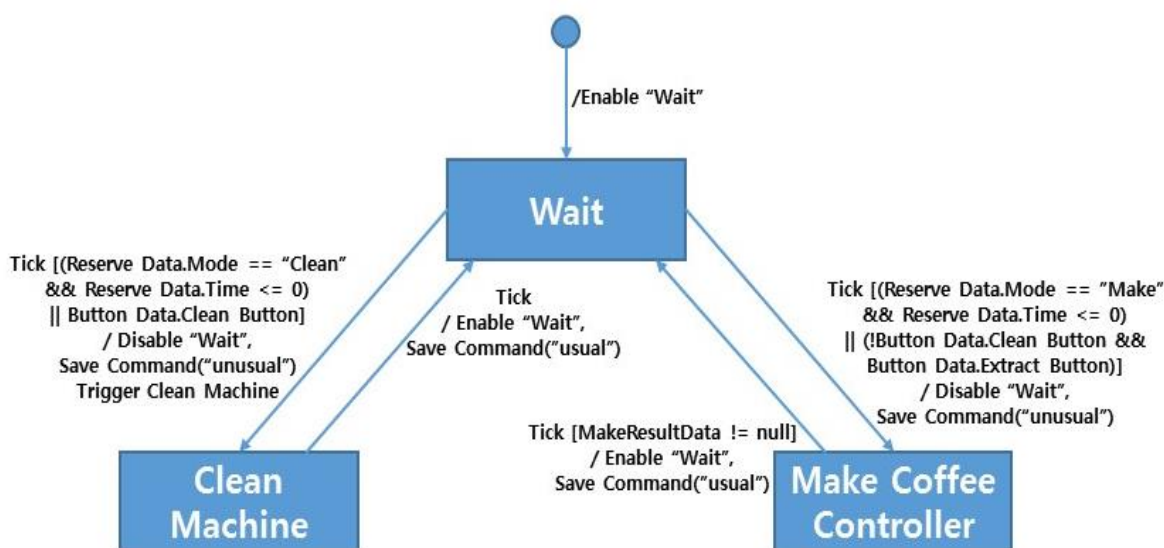 /Enable “Wait”
Wait
Tick [(Reserve Data.Mode == “Clean”
&& Reserve Data.Time <= 0)
|| Button Data.Clean Button]
/ Disable “Wait”,
Save Command(“unusual”)
Trigger Clean Machine
Tick
/ Enable “Wait”,
Save Command(“usual”)
Tick [(Reserve Data.Mode == “Make”
&& Reserve Data.Time <= 0)
|| (!Button Data.Clean Button &&
Button Data.Extract Button)]
/ Disable “Wait”,
Save Command(“unusual”)
Tick [MakeResultData != null]
/ Enable “Wait”,
Save Command(“usual”)
Clean
Machine
Make Coffee
Controller